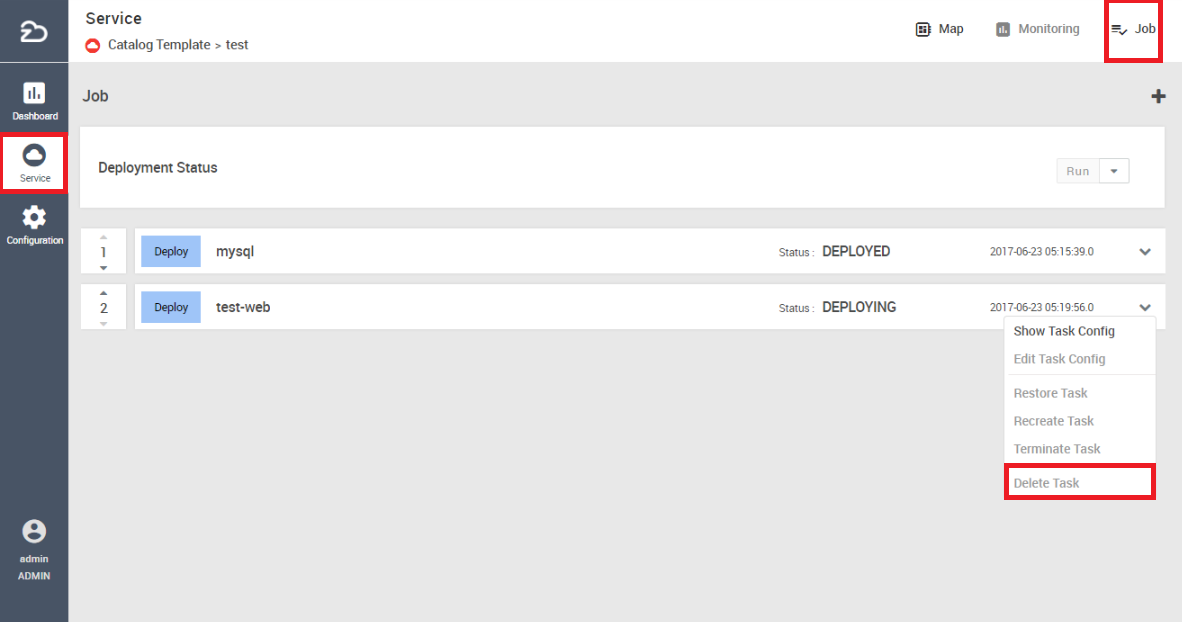 Service
Catalog Template > test
Map
Monitoring
Job
Dashboard
Service
Configuration
admin
ADMIN
Job
Deployment Status
Run
1
Deploy
mysql
Status : DEPLOYED
2017-06-23 05:15:39.0
2
Deploy
test-web
Status : DEPLOYING
2017-06-23 05:19:56.0
Show Task Config
Edit Task Config
Restore Task
Recreate Task
Terminate Task
Delete Task